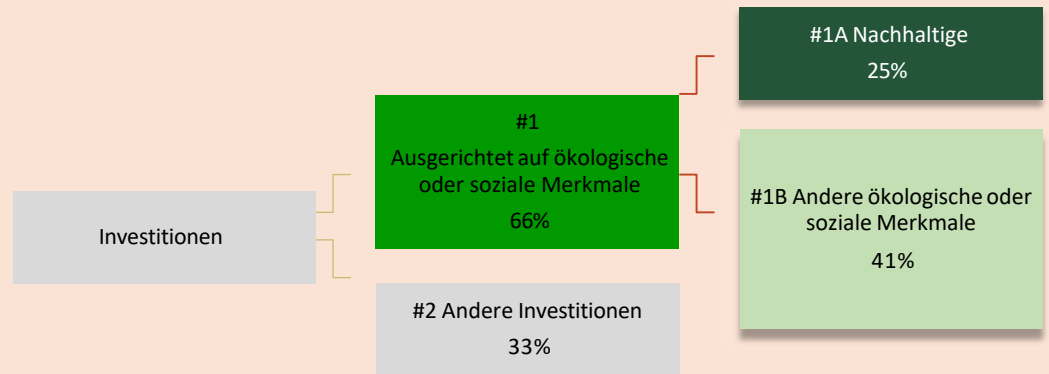 Investitionen
#1
Ausgerichtet auf ökologische
oder soziale Merkmale
66%
#2 Andere Investitionen
33%
#1A Nachhaltige
25%
#1B Andere ökologische oder
soziale Merkmale
41%